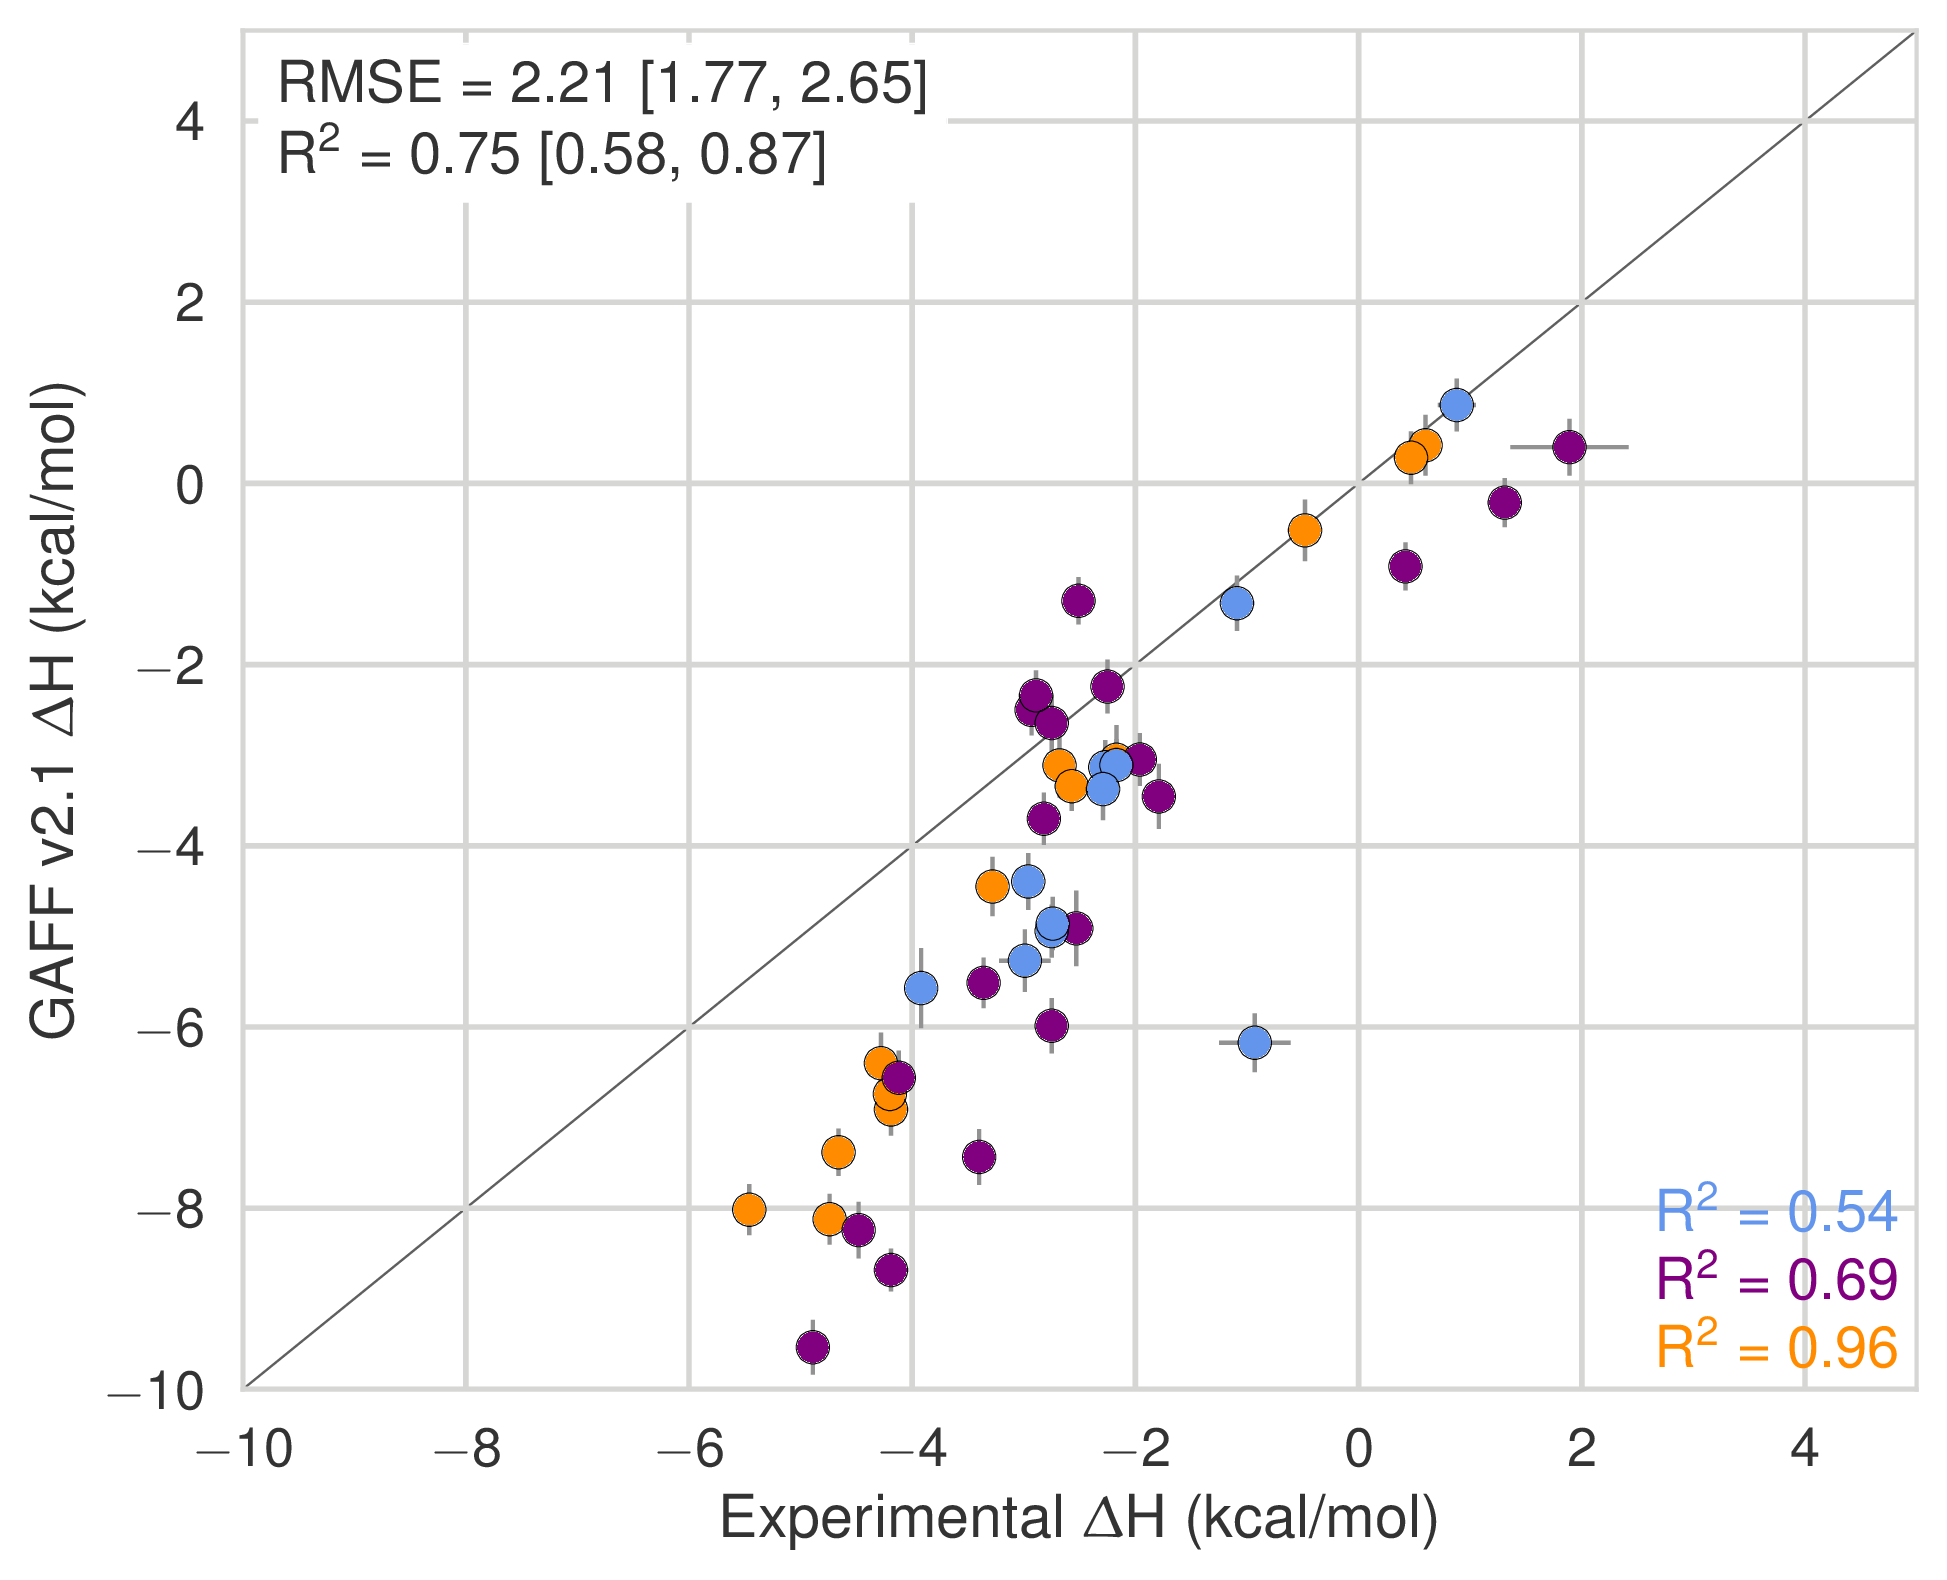 RMSE = 2.21 [1.77, 2.65]
R² = 0.75 [0.58, 0.87]
4
2
0
−2
−4
−6
−8
−10
GAFF v2.1 ΔH (kcal/mol)
R² = 0.54
R² = 0.69
R² = 0.96
−10 −8 −6 −4 −2 0 2 4
Experimental ΔH (kcal/mol)